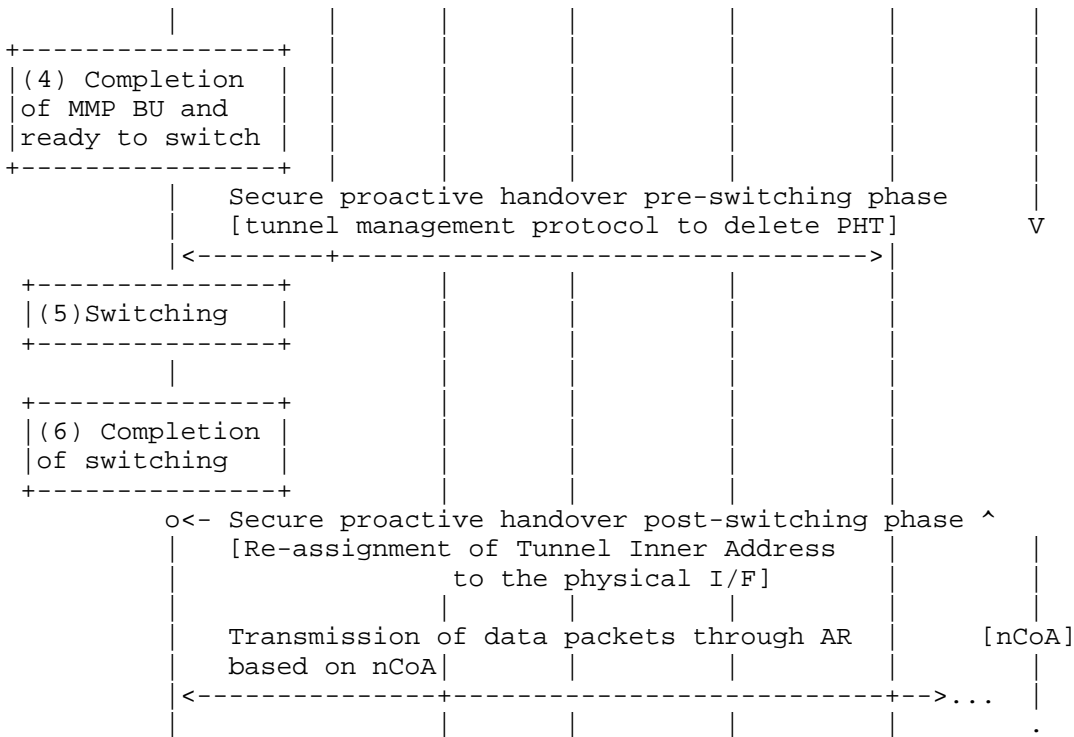 (4) Completion
of MMP BU and
ready to switch
Secure proactive handover pre-switching phase
[tunnel management protocol to delete PHT] V
(5)Switching
(6) Completion
of switching
o<- Secure proactive handover post-switching phase ^
[Re-assignment of Tunnel Inner Address
to the physical I/F]
Transmission of data packets through AR [nCoA]
based on nCoA
...
.